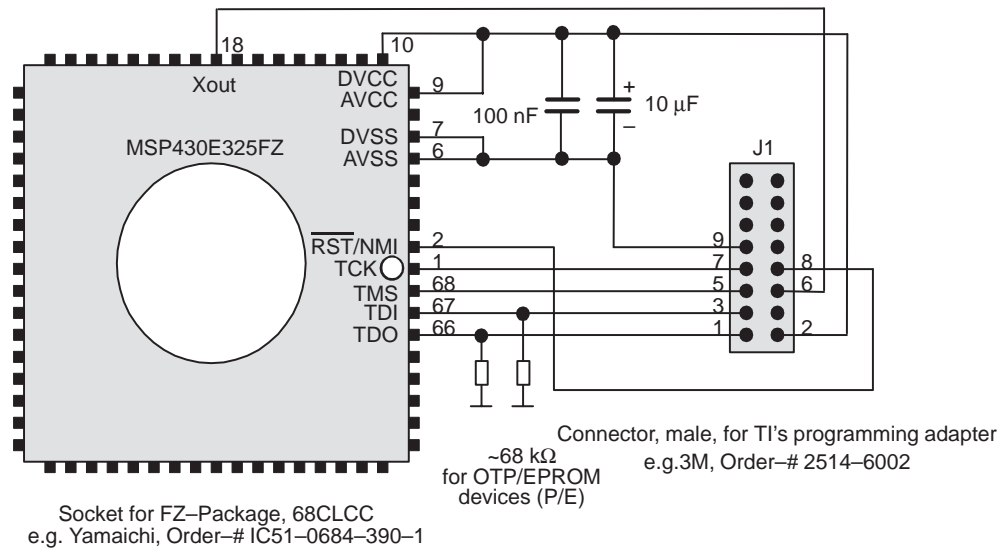 18
10
Xout
DVCC
AVCC
9
MSP430E325FZ
DVSS
7
AVSS
6
100 nF
+
10 μF
–
J1
RST/NMI
2
9
TCK
1
7
8
TMS
68
5
6
TDI
67
3
TDO
66
1
2
~68 kΩ
for OTP/EPROM
devices (P/E)
Connector, male, for TI's programming adapter
e.g.3M, Order–# 2514–6002
Socket for FZ–Package, 68CLCC
e.g. Yamaichi, Order–# IC51–0684–390–1